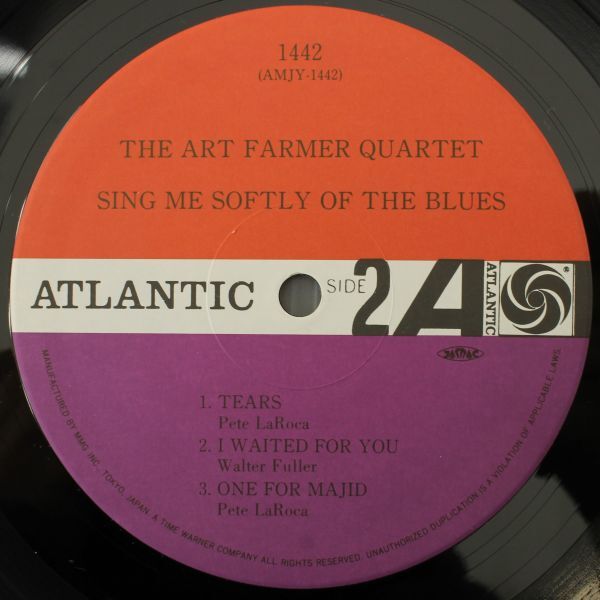 1442
(AMJY-1442)
THE ART FARMER QUARTET
SING ME SOFTLY OF THE BLUES
ATLANTIC
SIDE 2
A
ATLANTIC
®
JASRAC
1. TEARS
Pete LaRoca
2. I WAITED FOR YOU
Walter Fuller
3. ONE FOR MAJID
Pete LaRoca
MANUFACTURED BY MMG INC. TOKYO, JAPAN. A TIME WARNER COMPANY ALL RIGHTS RESERVED. UNAUTHORIZED DUPLICATION IS A VIOLATION OF APPLICABLE LAWS.